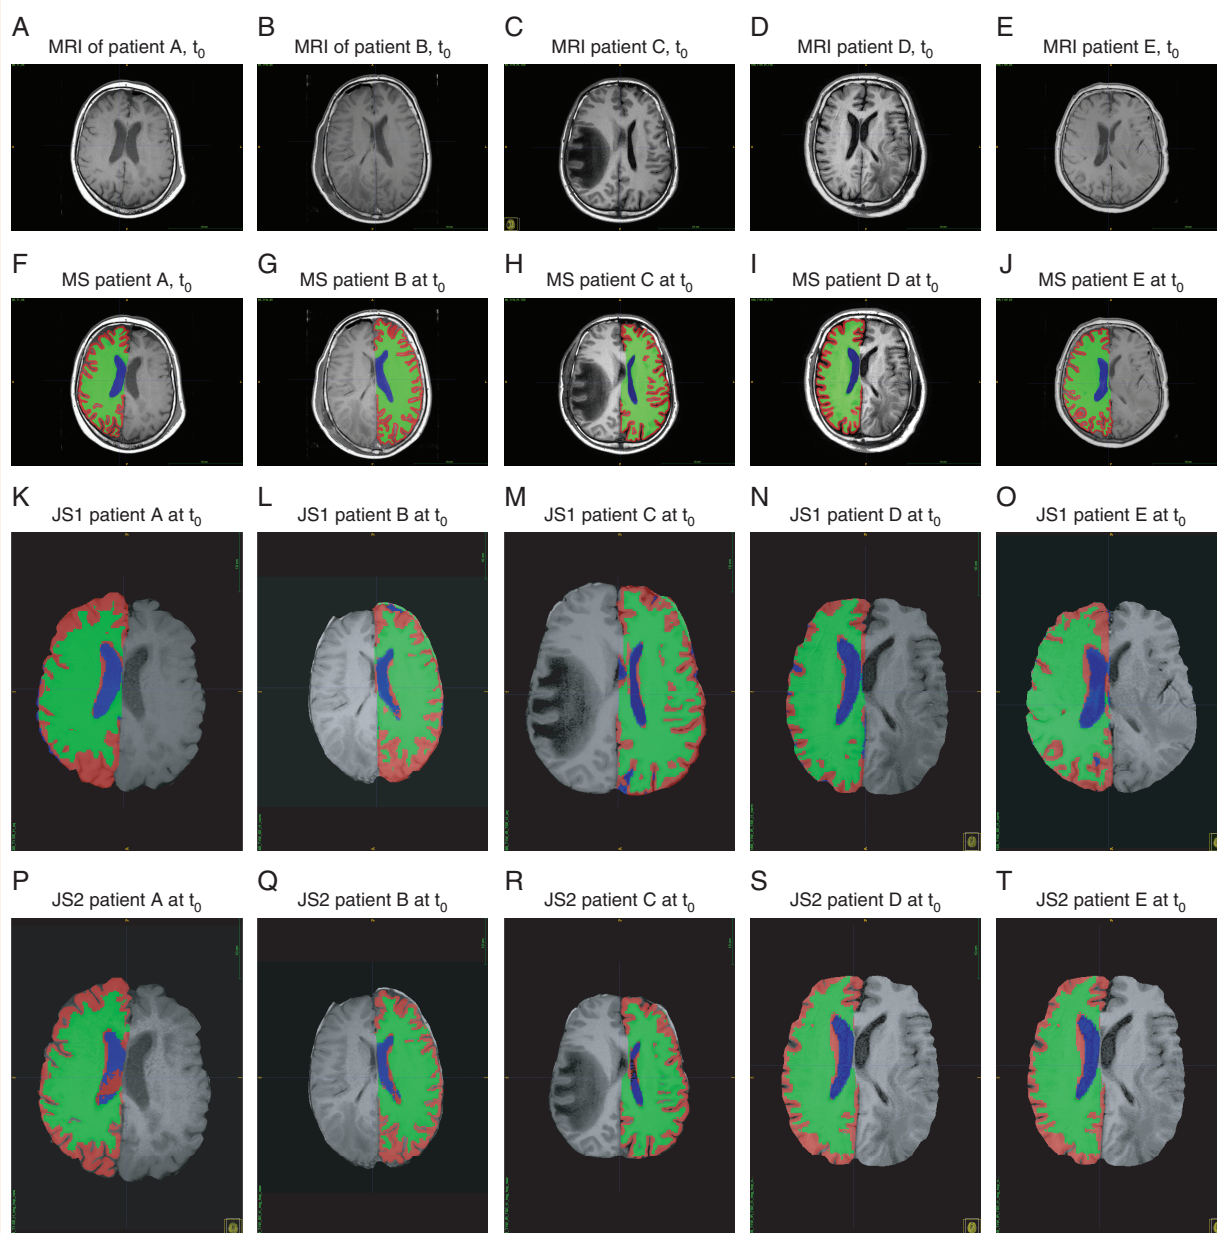 A
MRI of patient A, t0
B
MRI of patient B, t0
C
MRI patient C, t0
D
MRI patient D, t0
E
MRI patient E, t0
F
MS patient A, t0
G
MS patient B at t0
H
MS patient C at t0
I
MS patient D at t0
J
MS patient E at t0
K
JS1 patient A at t0
L
JS1 patient B at t0
M
JS1 patient C at t0
N
JS1 patient D at t0
O
JS1 patient E at t0
P
JS2 patient A at t0
Q
JS2 patient B at t0
R
JS2 patient C at t0
S
JS2 patient D at t0
T
JS2 patient E at t0